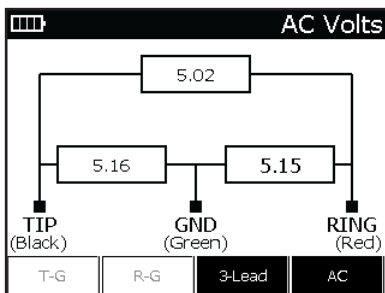 AC Volts
5.02
5.16 5.15
TIP GND RING
(Black) (Green) (Red)
T-G R-G 3-Lead AC